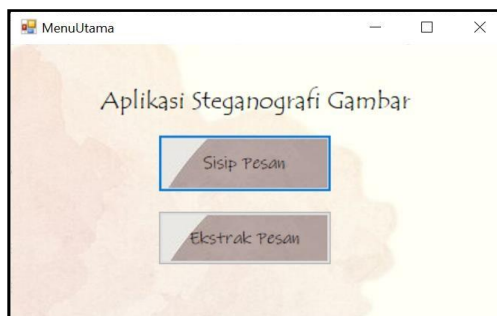 MenuUtama
Aplikasi Steganografi Gambar
Sisip Pesan
Ekstrak Pesan